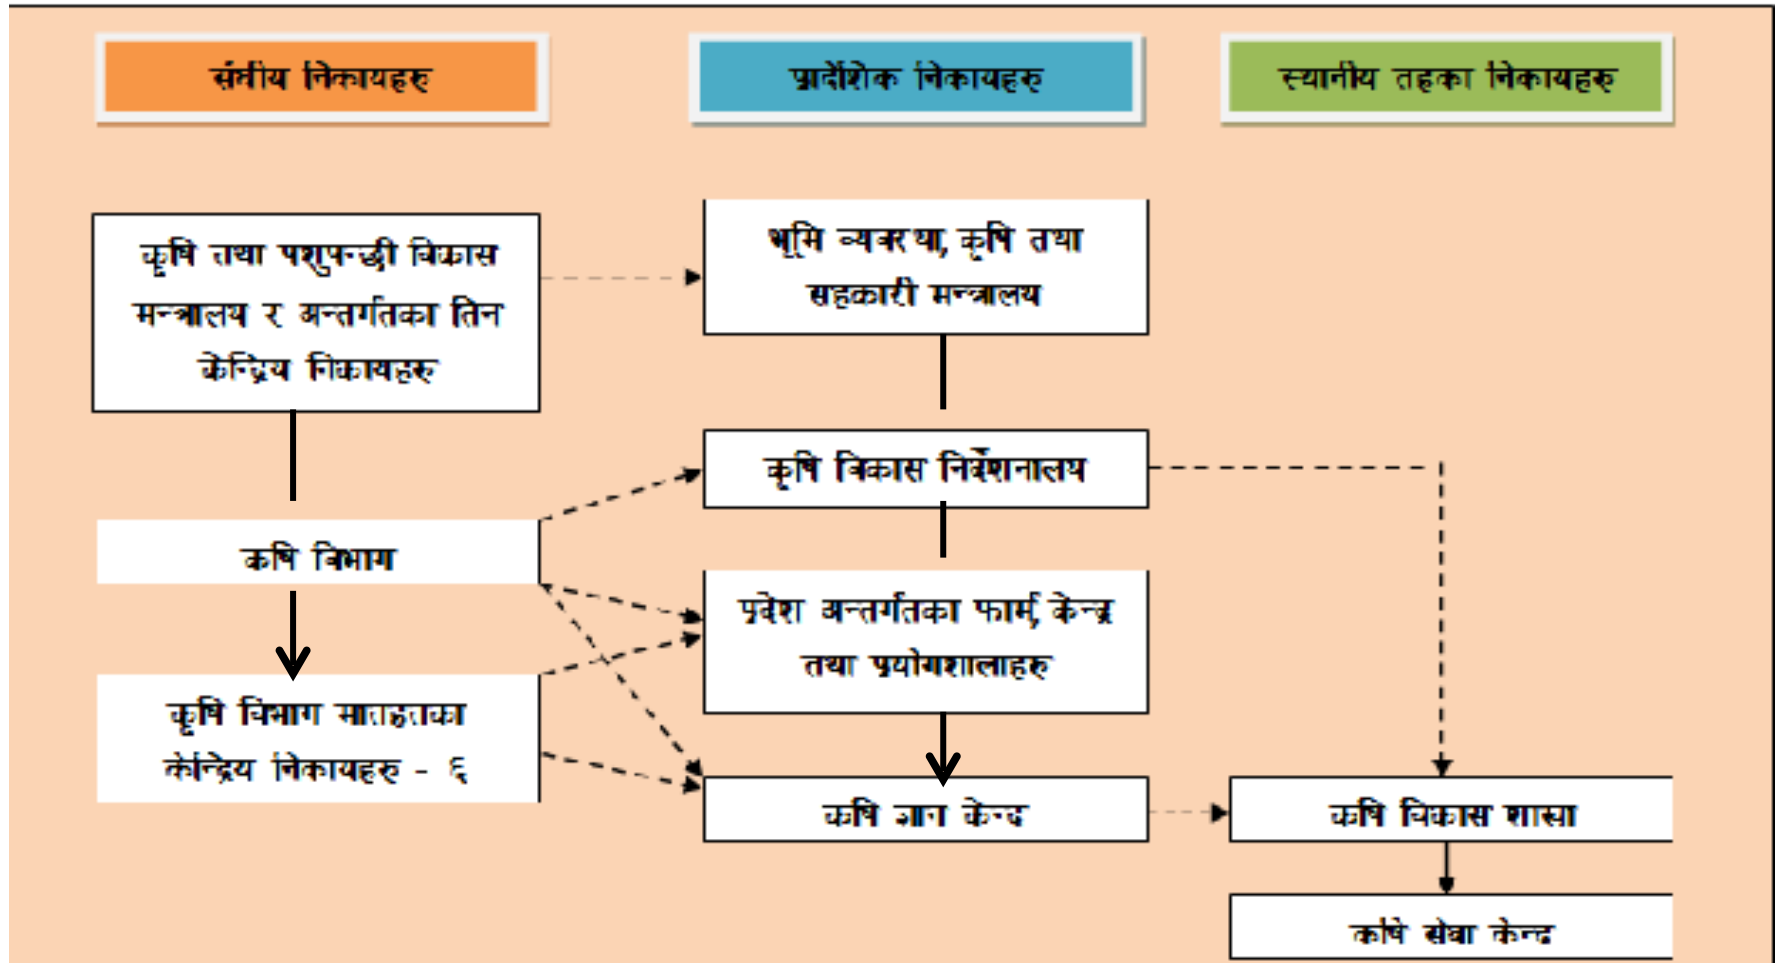 संघीय निकायहरु
प्रादेशिक निकायहरु
स्थानीय तहका निकायहरु
कृषि तथा पशुपन्छी विकास
मन्त्रालय र अन्तर्गतका तिन
केन्द्रिय निकायहरु
कृषि विभाग
कृषि विभाग मातहतका
केन्द्रिय निकायहरु - ६
भूमि व्यवस्था, कृषि तथा
सहकारी मन्त्रालय
कृषि विकास निर्देशनालय
प्रदेश अन्तर्गतका फार्म, केन्द्र
तथा प्रयोगशालाहरु
कृषि ज्ञान केन्द्र
कृषि विकास शाखा
कृषि सेवा केन्द्र